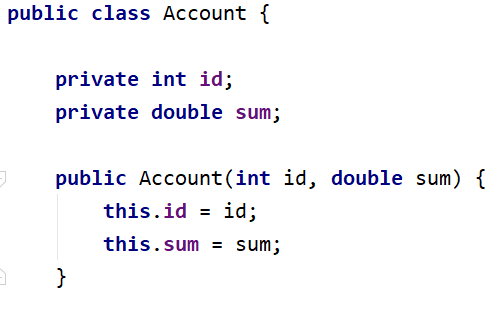 public class Account {
private int id;
private double sum;
public Account(int id, double sum) {
this.id = id;
this.sum = sum;
}